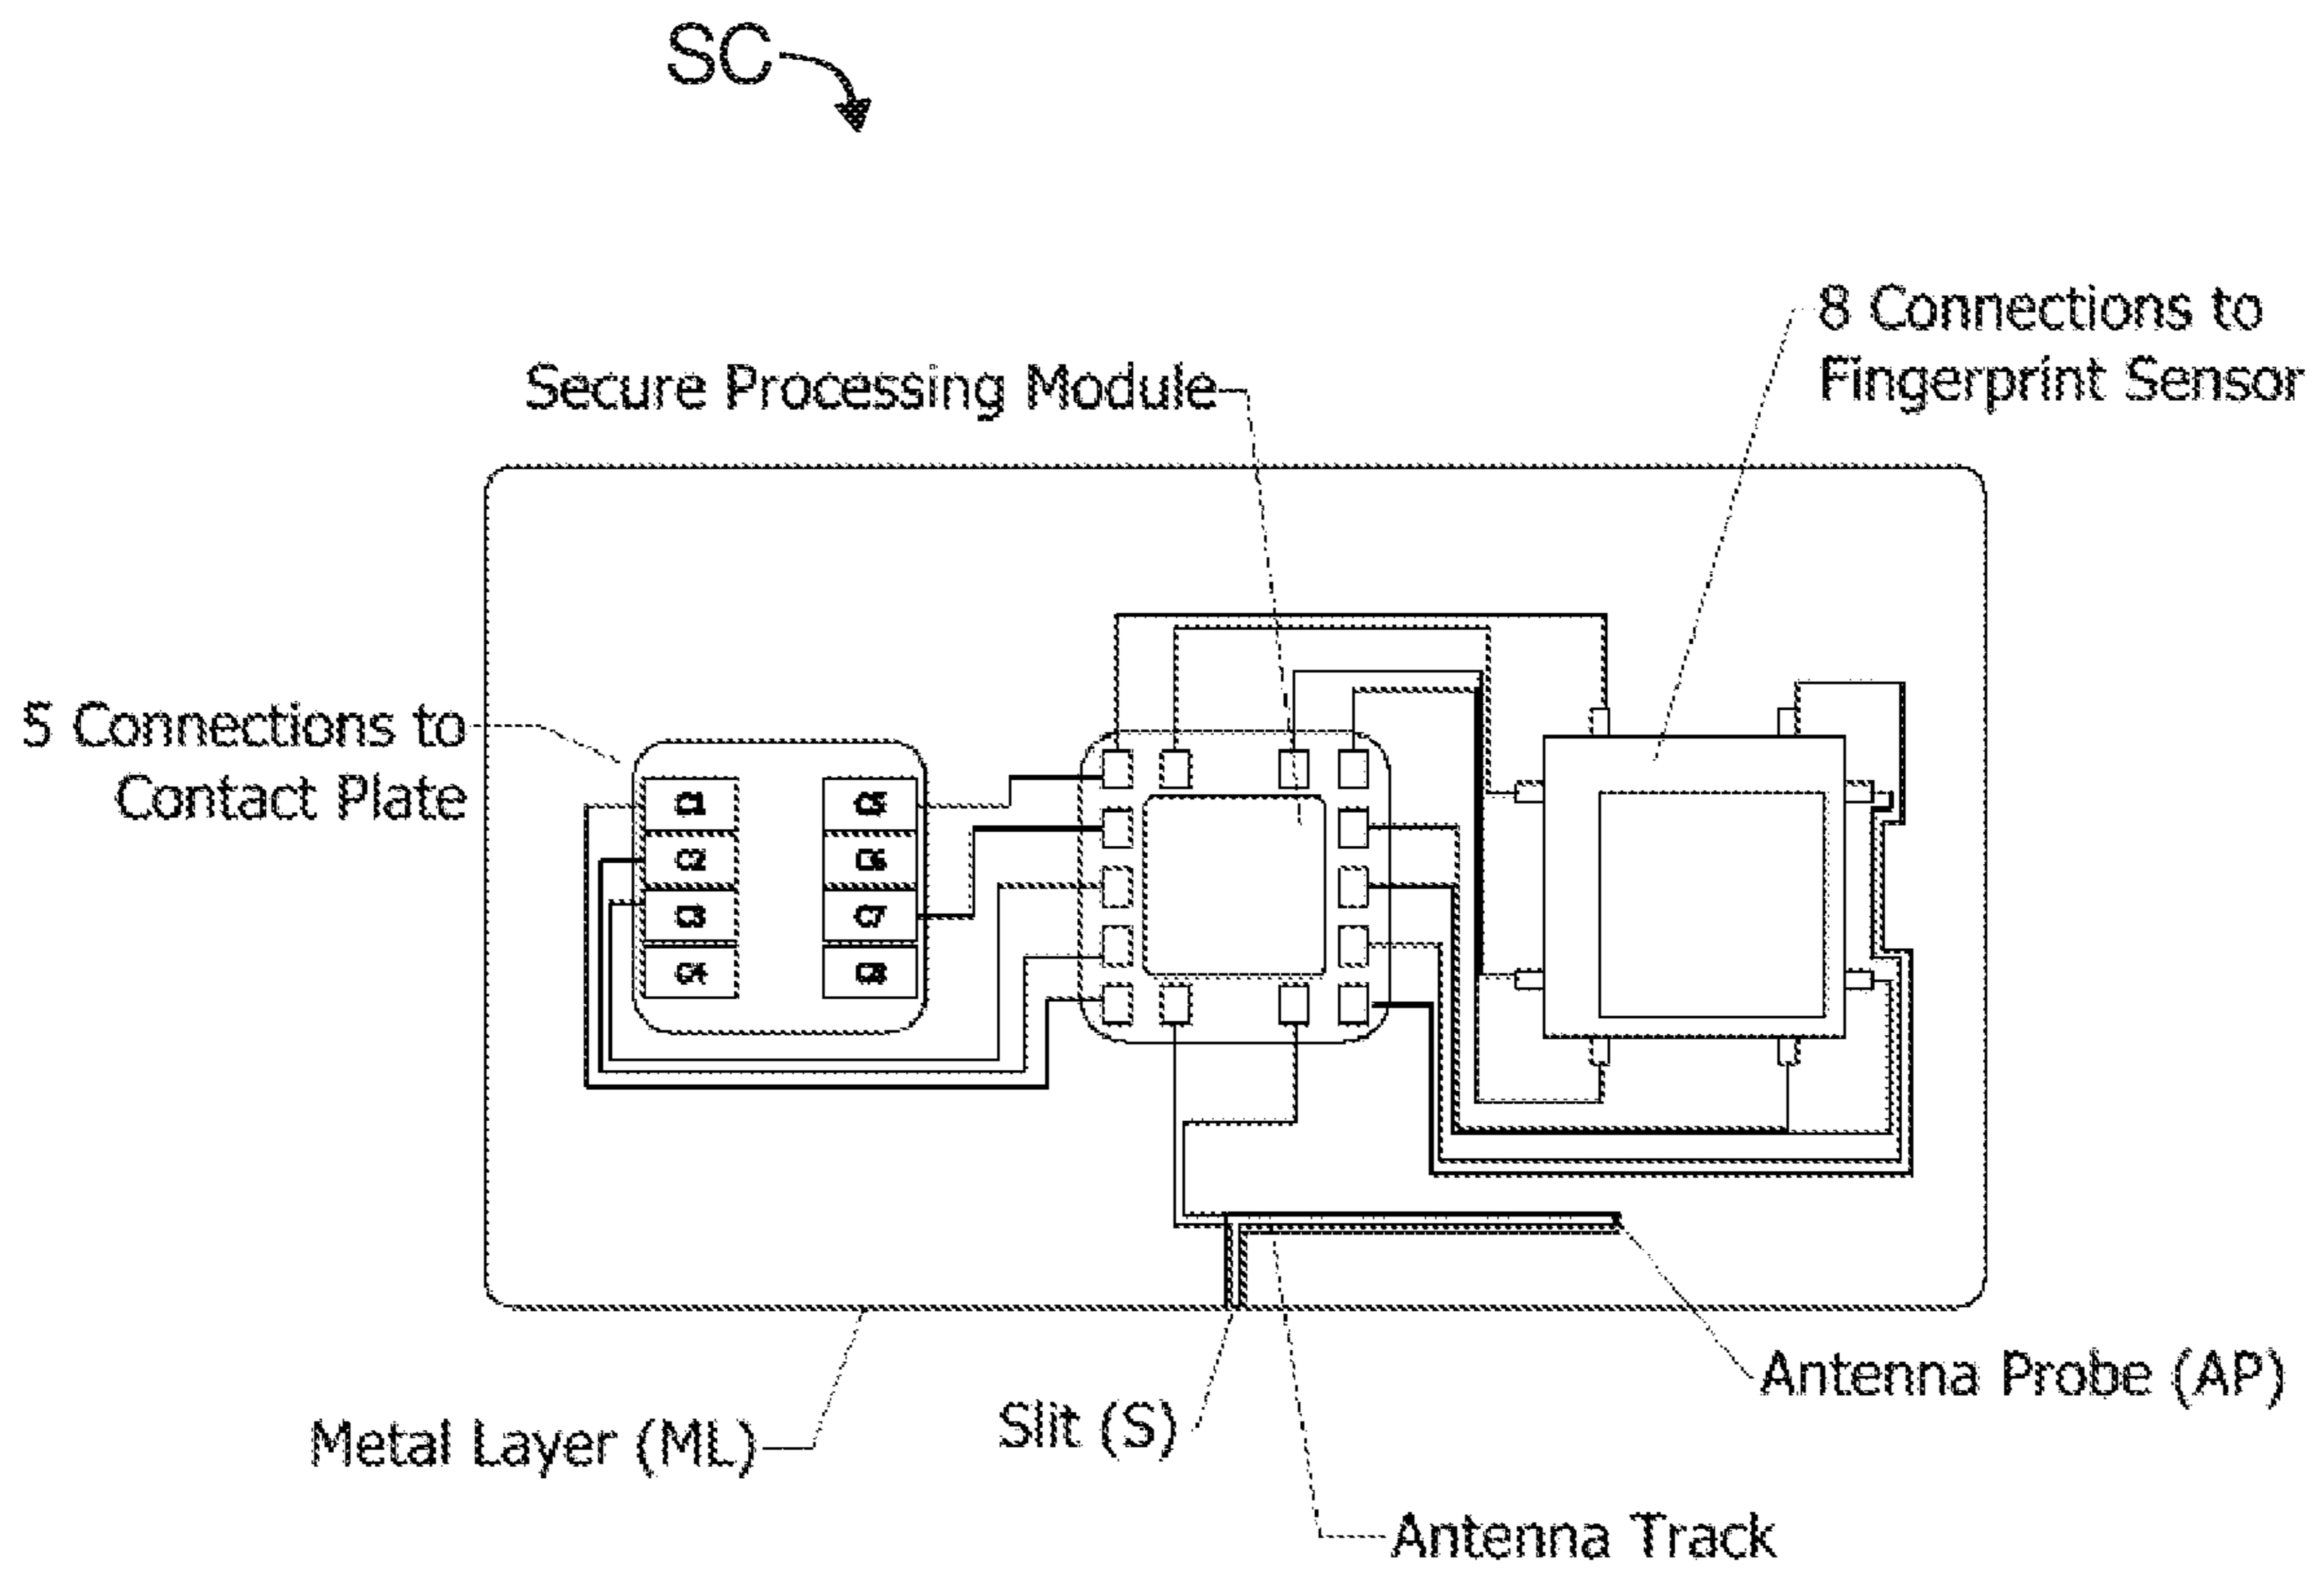 SC
8 Connections to
Fingerprint Sensor
Secure Processing Module
5 Connections to
Contact Plate
C1
C5
C2
C6
C3
C7
C4
C8
Antenna Probe (AP)
Slit (S)
Metal Layer (ML)
Antenna Track